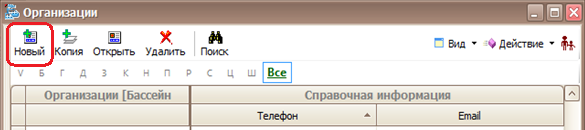 Организации
Новый Копия Открыть Удалить Поиск Вид Действие
V Б Г Д З К Л М Н П Р С Ц Ш Все
Организации [Бассейн Справочная информация
Телефон Email